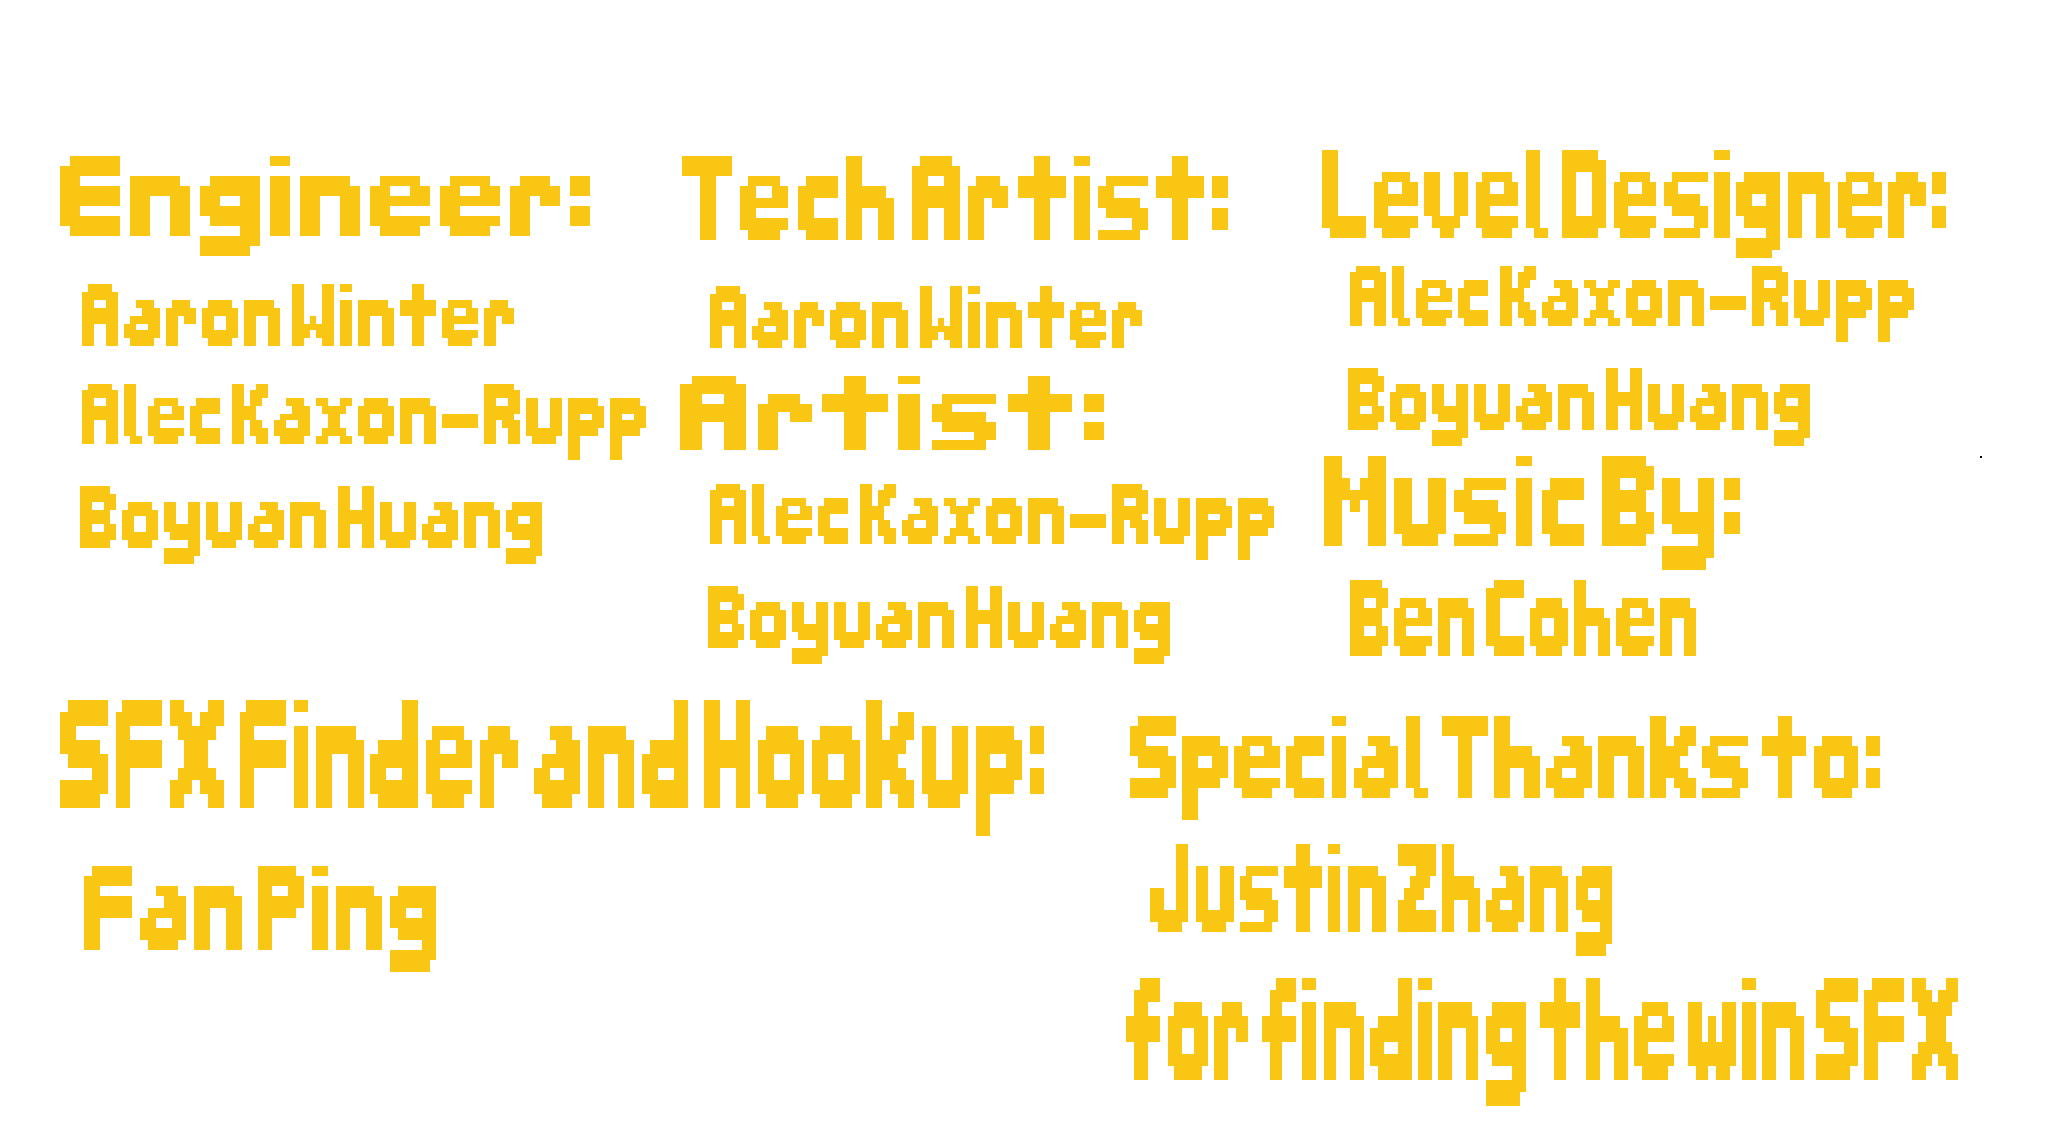 Engineer:
Aaron Winter
Alec Kaxon-Rupp
Boyuan Huang
Tech Artist:
Aaron Winter
Artist:
Alec Kaxon-Rupp
Boyuan Huang
Level Designer:
Alec Kaxon-Rupp
Boyuan Huang
Music By:
Ben Cohen
SFX Finder and Hookup:
Fan Ping
Special Thanks to:
Justin Zhang
for finding the win SFX